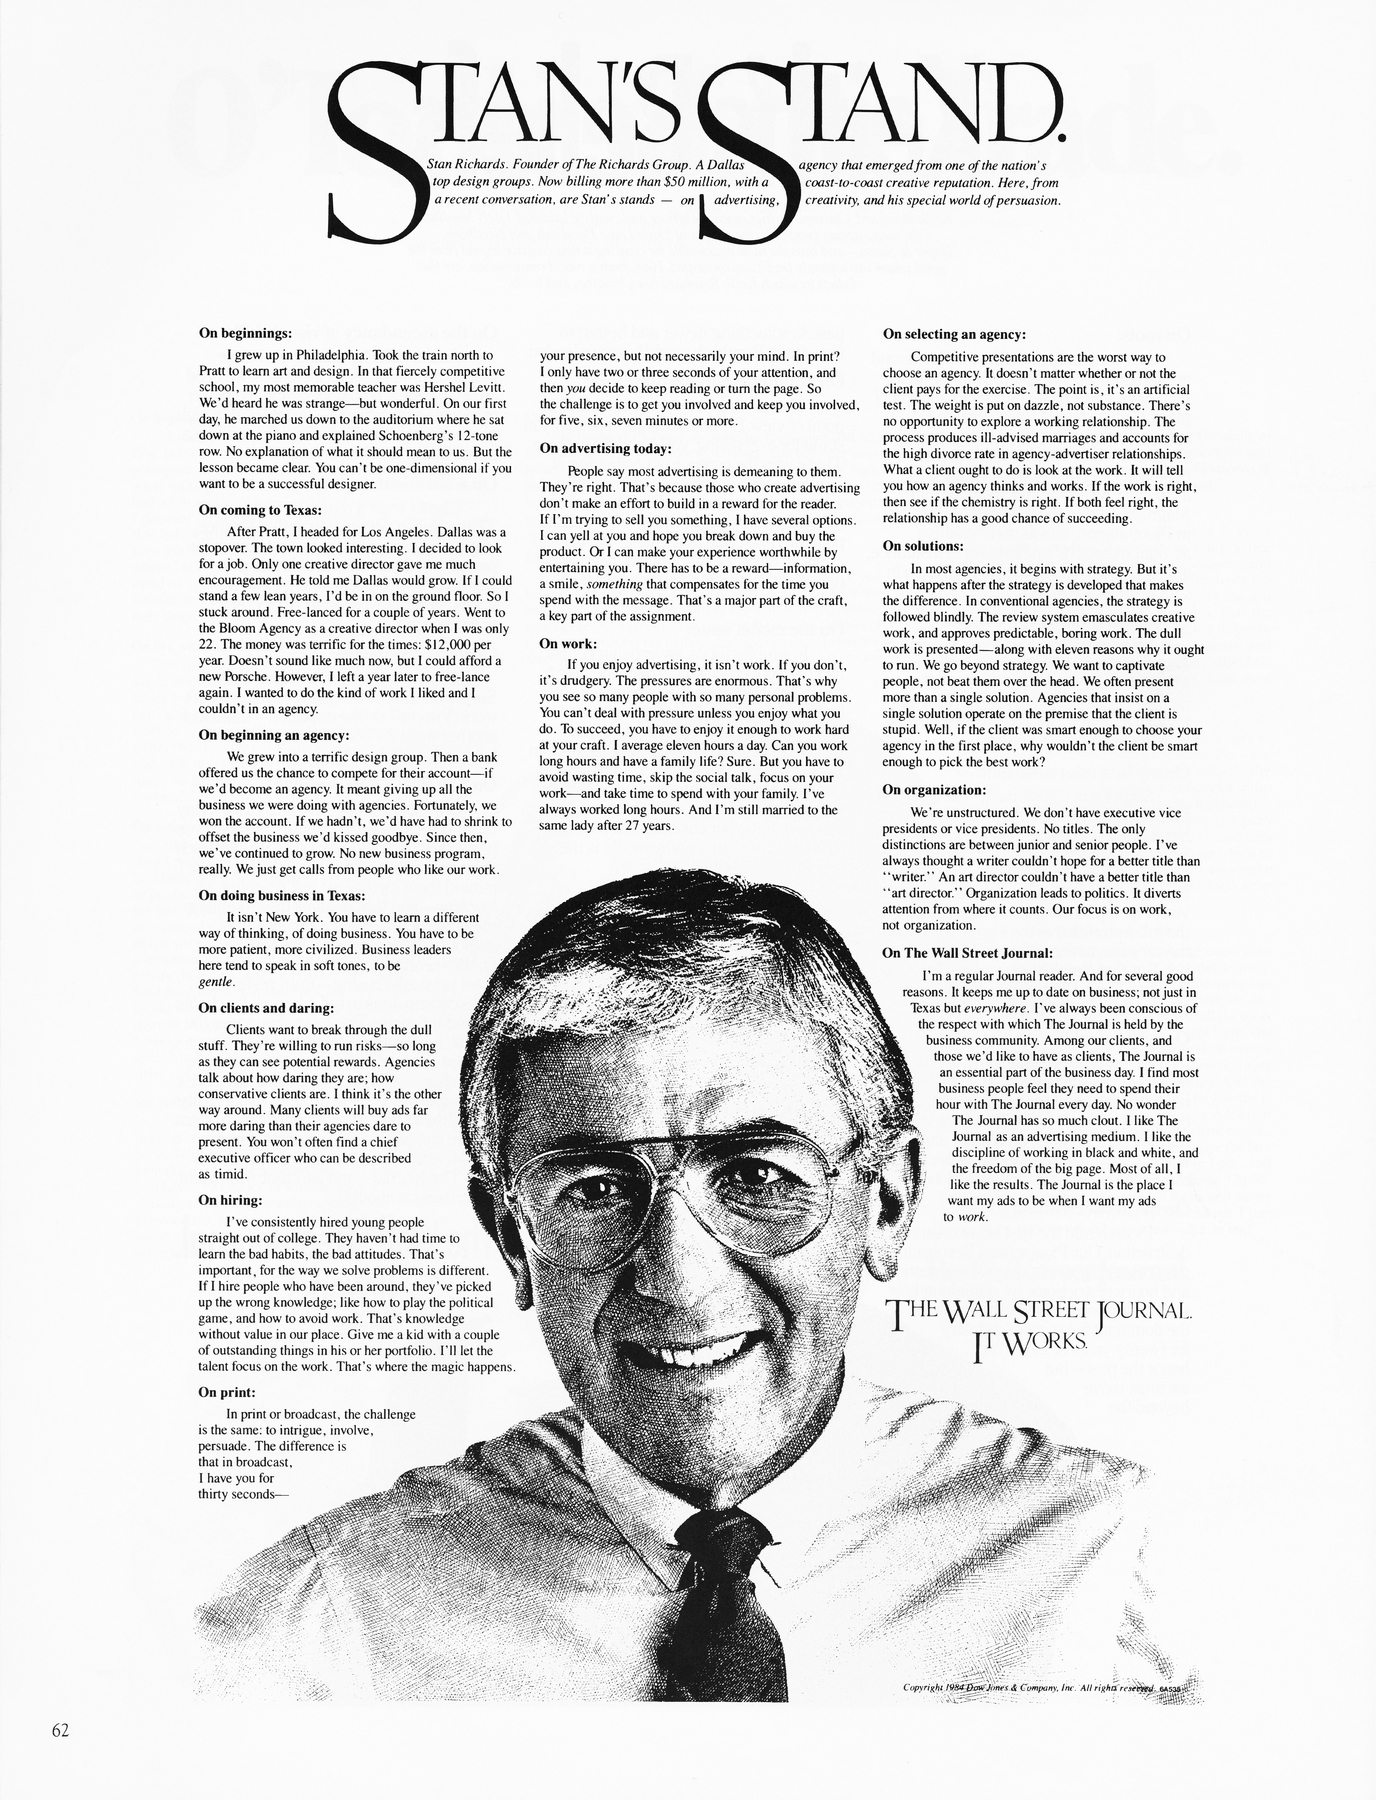 STAN'S STAND.
Stan Richards. Founder of The Richards Group. A Dallas agency that emerged from one of the nation's
top design groups. Now billing more than $50 million, with a coast-to-coast creative reputation. Here, from
a recent conversation, are Stan's stands — on advertising, creativity, and his special world of persuasion.
On beginnings:
I grew up in Philadelphia. Took the train north to
Pratt to learn art and design. In that fiercely competitive
school, my most memorable teacher was Hershel Levitt.
We'd heard he was strange—but wonderful. On our first
day, he marched us down to the auditorium where he sat
down at the piano and explained Schoenberg's 12-tone
row. No explanation of what it should mean to us. But the
lesson became clear. You can't be one-dimensional if you
want to be a successful designer.
On coming to Texas:
After Pratt, I headed for Los Angeles. Dallas was a
stopover. The town looked interesting. I decided to look
for a job. Only one creative director gave me much
encouragement. He told me Dallas would grow. If I could
stand a few lean years, I'd be in on the ground floor. So I
stuck around. Free-lanced for a couple of years. Went to
the Bloom Agency as a creative director when I was only
22. The money was terrific for the times: $12,000 per
year. Doesn't sound like much now, but I could afford a
new Porsche. However, I left a year later to free-lance
again. I wanted to do the kind of work I liked and I
couldn't in an agency.
On beginning an agency:
We grew into a terrific design group. Then a bank
offered us the chance to compete for their account—if
we'd become an agency. It meant giving up all the
business we were doing with agencies. Fortunately, we
won the account. If we hadn't, we'd have had to shrink to
offset the business we'd kissed goodbye. Since then,
we've continued to grow. No new business program,
really. We just get calls from people who like our work.
On doing business in Texas:
It isn't New York. You have to learn a different
way of thinking, of doing business. You have to be
more patient, more civilized. Business leaders
here tend to speak in soft tones, to be
gentle.
On clients and daring:
Clients want to break through the dull
stuff. They're willing to run risks—so long
as they can see potential rewards. Agencies
talk about how daring they are; how
conservative clients are. I think it's the other
way around. Many clients will buy ads far
more daring than their agencies dare to
present. You won't often find a chief
executive officer who can be described
as timid.
On hiring:
I've consistently hired young people
straight out of college. They haven't had time to
learn the bad habits, the bad attitudes. That's
important, for the way we solve problems is different.
If I hire people who have been around, they've picked
up the wrong knowledge; like how to play the political
game, and how to avoid work. That's knowledge
without value in our place. Give me a kid with a couple
of outstanding things in his or her portfolio. I'll let the
talent focus on the work. That's where the magic happens.
On print:
In print or broadcast, the challenge
is the same: to intrigue, involve,
persuade. The difference is
that in broadcast,
I have you for
thirty seconds—
your presence, but not necessarily your mind. In print?
I only have two or three seconds of your attention, and
then you decide to keep reading or turn the page. So
the challenge is to get you involved and keep you involved,
for five, six, seven minutes or more.
On advertising today:
People say most advertising is demeaning to them.
They're right. That's because those who create advertising
don't make an effort to build in a reward for the reader.
If I'm trying to sell you something, I have several options.
I can yell at you and hope you break down and buy the
product. Or I can make your experience worthwhile by
entertaining you. There has to be a reward—information,
a smile, something that compensates for the time you
spend with the message. That's a major part of the craft,
a key part of the assignment.
On work:
If you enjoy advertising, it isn't work. If you don't,
it's drudgery. The pressures are enormous. That's why
you see so many people with so many personal problems.
You can't deal with pressure unless you enjoy what you
do. To succeed, you have to enjoy it enough to work hard
at your craft. I average eleven hours a day. Can you work
long hours and have a family life? Sure. But you have to
avoid wasting time, skip the social talk, focus on your
work—and take time to spend with your family. I've
always worked long hours. And I'm still married to the
same lady after 27 years.
On selecting an agency:
Competitive presentations are the worst way to
choose an agency. It doesn't matter whether or not the
client pays for the exercise. The point is, it's an artificial
test. The weight is put on dazzle, not substance. There's
no opportunity to explore a working relationship. The
process produces ill-advised marriages and accounts for
the high divorce rate in agency-advertiser relationships.
What a client ought to do is look at the work. It will tell
you how an agency thinks and works. If the work is right,
then see if the chemistry is right. If both feel right, the
relationship has a good chance of succeeding.
On solutions:
In most agencies, it begins with strategy. But it's
what happens after the strategy is developed that makes
the difference. In conventional agencies, the strategy is
followed blindly. The review system emasculates creative
work, and approves predictable, boring work. The dull
work is presented—along with eleven reasons why it ought
to run. We go beyond strategy. We want to captivate
people, not beat them over the head. We often present
more than a single solution. Agencies that insist on a
single solution operate on the premise that the client is
stupid. Well, if the client was smart enough to choose your
agency in the first place, why wouldn't the client be smart
enough to pick the best work?
On organization:
We're unstructured. We don't have executive vice
presidents or vice presidents. No titles. The only
distinctions are between junior and senior people. I've
always thought a writer couldn't hope for a better title than
"writer." An art director couldn't have a better title than
"art director." Organization leads to politics. It diverts
attention from where it counts. Our focus is on work,
not organization.
On The Wall Street Journal:
I'm a regular Journal reader. And for several good
reasons. It keeps me up to date on business; not just in
Texas but everywhere. I've always been conscious of
the respect with which The Journal is held by the
business community. Among our clients, and
those we'd like to have as clients, The Journal is
an essential part of the business day. I find most
business people feel they need to spend their
hour with The Journal every day. No wonder
The Journal has so much clout. I like The
Journal as an advertising medium. I like the
discipline of working in black and white, and
the freedom of the big page. Most of all, I
like the results. The Journal is the place I
want my ads to be when I want my ads
to work.
THE WALL STREET JOURNAL.
IT WORKS.
Copyright 1984 Dow Jones & Company, Inc. All rights reserved. 6A535
62